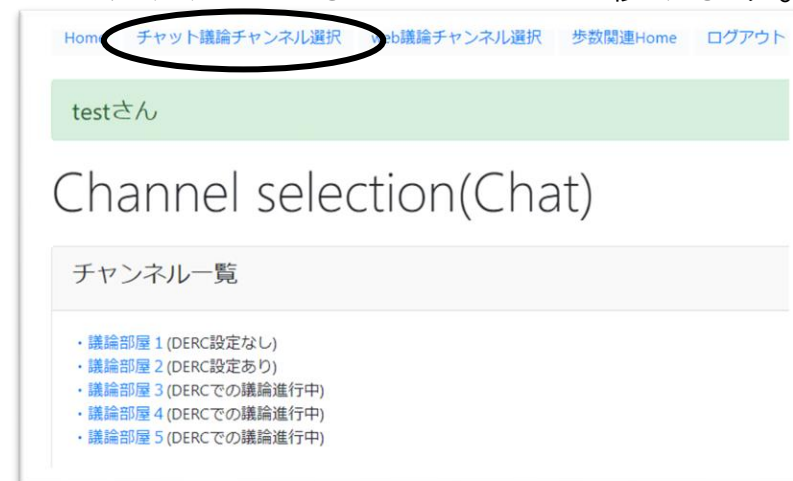 Home チャット議論チャンネル選択 web議論チャンネル選択 歩数関連Home ログアウト
testさん
Channel selection(Chat)
チャンネル一覧
・議論部屋1(DERC設定なし)
・議論部屋2(DERC設定あり)
・議論部屋3(DERCでの議論進行中)
・議論部屋4(DERCでの議論進行中)
・議論部屋5(DERCでの議論進行中)